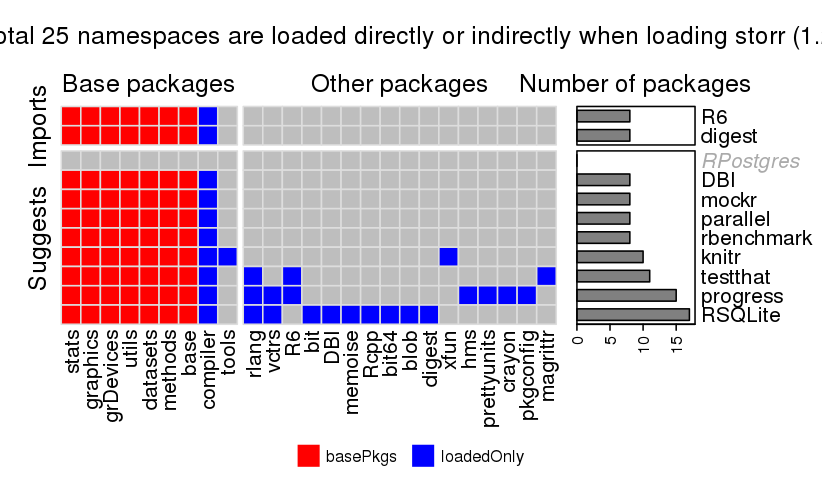 otal 25 namespaces are loaded directly or indirectly when loading storr (1..
Base packages
Other packages
Number of packages
Imports
Suggests
R6
digest
RPostgres
DBI
mockr
parallel
rbenchmark
knitr
testthat
progress
RSQLite
0
5
10
15
stats
graphics
grDevices
utils
datasets
methods
base
compiler
tools
rlang
vctrs
R6
bit
DBI
memoise
Rcpp
bit64
blob
digest
xfun
hms
prettyunits
crayon
pkgconfig
magrittr
basePkgs
loadedOnly